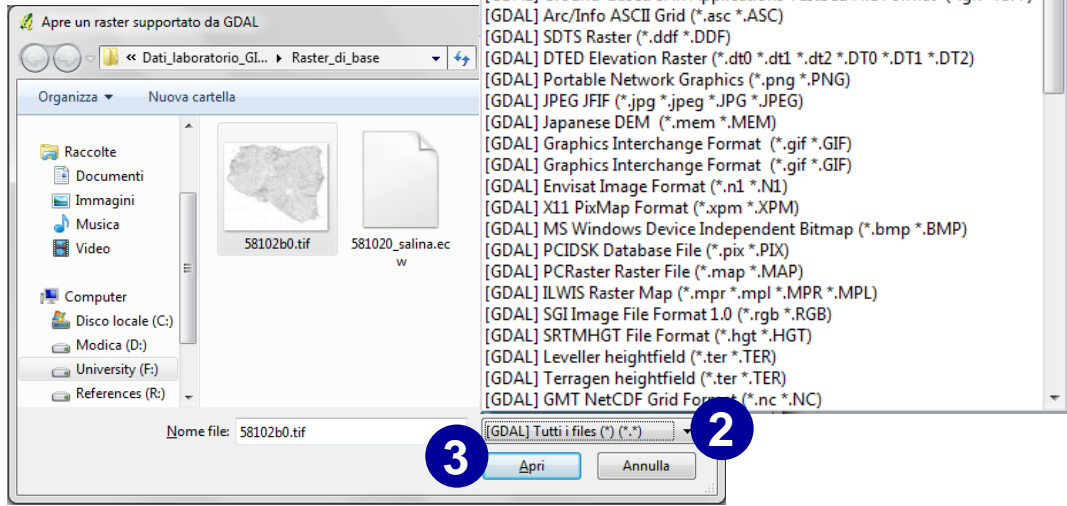 Apre un raster supportato da GDAL
« Dati_laboratorio_GI... ▸ Raster_di_base
Organizza
Nuova cartella
Raccolte
Documenti
Immagini
Musica
Video
Computer
Disco locale (C:)
Modica (D:)
University (F:)
References (R:)
58102b0.tif
581020_salina.ec
w
[GDAL] Arc/Info ASCII Grid (*.asc *.ASC)
[GDAL] SDTS Raster (*.ddf *.DDF)
[GDAL] DTED Elevation Raster (*.dt0 *.dt1 *.dt2 *.DT0 *.DT1 *.DT2)
[GDAL] Portable Network Graphics (*.png *.PNG)
[GDAL] JPEG JFIF (*.jpg *.jpeg *.JPG *.JPEG)
[GDAL] Japanese DEM (*.mem *.MEM)
[GDAL] Graphics Interchange Format (*.gif *.GIF)
[GDAL] Graphics Interchange Format (*.gif *.GIF)
[GDAL] Envisat Image Format (*.n1 *.N1)
[GDAL] X11 PixMap Format (*.xpm *.XPM)
[GDAL] MS Windows Device Independent Bitmap (*.bmp *.BMP)
[GDAL] PCIDSK Database File (*.pix *.PIX)
[GDAL] PCRaster Raster File (*.map *.MAP)
[GDAL] ILWIS Raster Map (*.mpr *.mpl *.MPR *.MPL)
[GDAL] SGI Image File Format 1.0 (*.rgb *.RGB)
[GDAL] SRTMHGT File Format (*.hgt *.HGT)
[GDAL] Leveller heightfield (*.ter *.TER)
[GDAL] Terragen heightfield (*.ter *.TER)
[GDAL] GMT NetCDF Grid Format (*.nc *.NC)
Nome file: 58102b0.tif
[GDAL] Tutti i files (*) (*.*)
2
3
Apri
Annulla